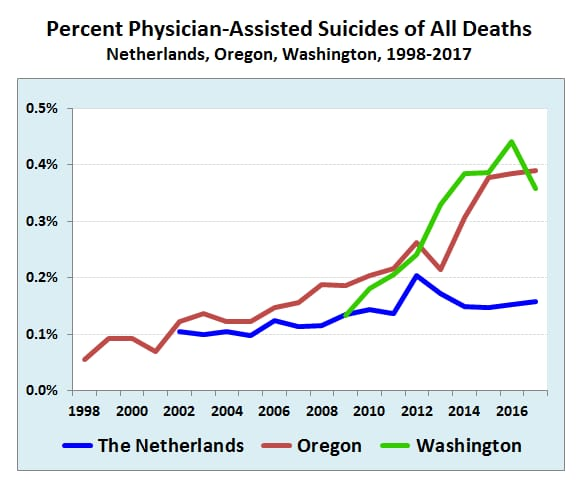 Percent Physician-Assisted Suicides of All Deaths
Netherlands, Oregon, Washington, 1998-2017
0.5%
0.4%
0.3%
0.2%
0.1%
0.0%
1998 2000 2002 2004 2006 2008 2010 2012 2014 2016
The Netherlands Oregon Washington